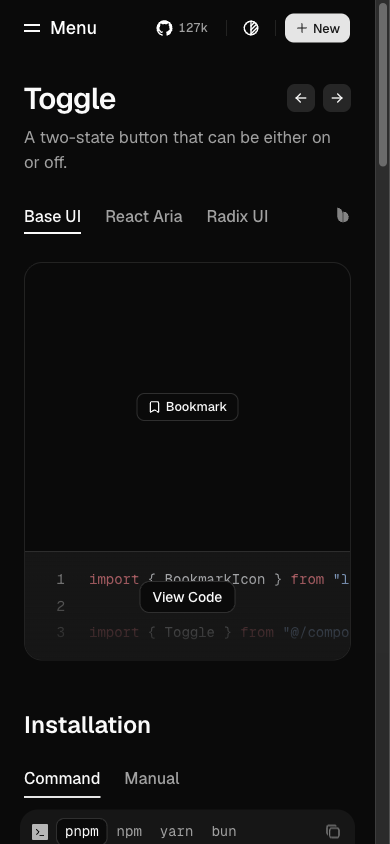 Menu 127k + New
Toggle
A two-state button that can be either on
or off.
Base UI React Aria Radix UI
Bookmark
1 import { BookmarkIcon } from "l
2
View Code
3 import { Toggle } from "@/compo
Installation
Command Manual
pnpm npm yarn bun